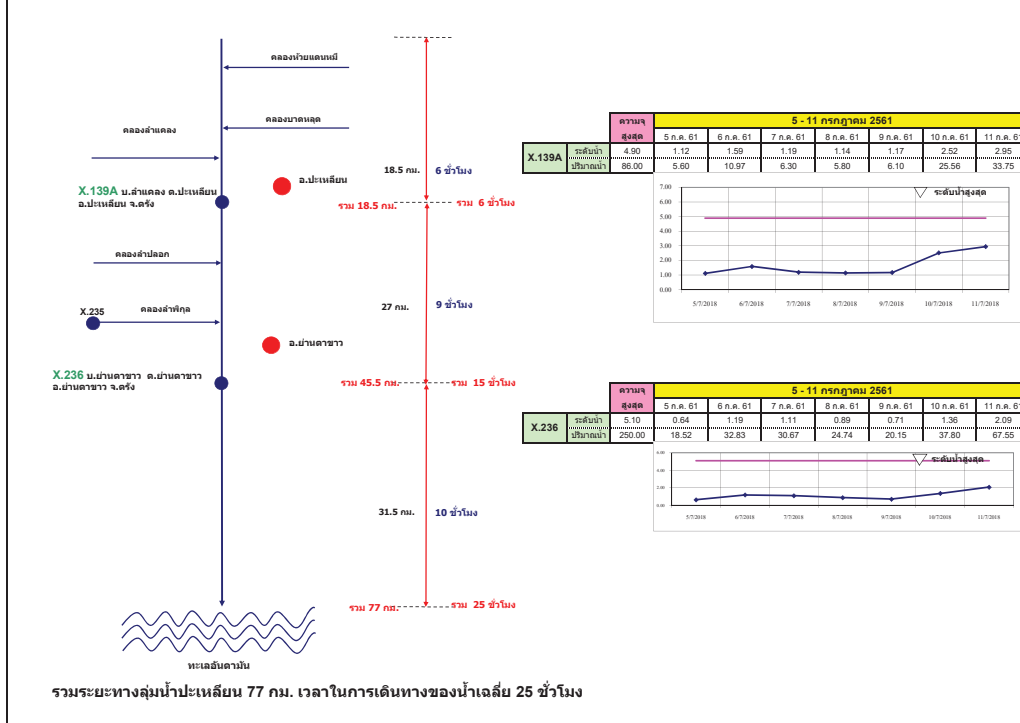 คลองห้วยแดนหมี
คลองบาดหลุด
คลองลำแคลง
อ.ปะเหลียน
18.5 กม.
6 ชั่วโมง
X.139A บ.ลำแคลง ต.ปะเหลียน
อ.ปะเหลียน จ.ตรัง
รวม 18.5 กม.
รวม 6 ชั่วโมง
คลองลำปลอก
X.235
คลองลำพิกุล
27 กม.
9 ชั่วโมง
อ.ย่านตาขาว
X.236 บ.ย่านตาขาว ต.ย่านตาขาว
อ.ย่านตาขาว จ.ตรัง
รวม 45.5 กม.
รวม 15 ชั่วโมง
31.5 กม.
10 ชั่วโมง
รวม 77 กม.
รวม 25 ชั่วโมง
ทะเลอันดามัน
รวมระยะทางลุ่มน้ำปะเหลียน 77 กม. เวลาในการเดินทางของน้ำเฉลี่ย 25 ชั่วโมง
ความจุ 5 - 11 กรกฎาคม 2561
สูงสุด 5 ก.ค. 61 6 ก.ค. 61 7 ก.ค. 61 8 ก.ค. 61 9 ก.ค. 61 10 ก.ค. 61 11 ก.ค. 61
X.139A
ระดับน้ำ 4.90 1.12 1.59 1.19 1.14 1.17 2.52 2.95
ปริมาณน้ำ 86.00 5.60 10.97 6.30 5.80 6.10 25.56 33.75
ระดับน้ำสูงสุด
7.00
6.00
5.00
4.00
3.00
2.00
1.00
0.00
5/7/2018 6/7/2018 7/7/2018 8/7/2018 9/7/2018 10/7/2018 11/7/2018
ความจุ 5 - 11 กรกฎาคม 2561
สูงสุด 5 ก.ค. 61 6 ก.ค. 61 7 ก.ค. 61 8 ก.ค. 61 9 ก.ค. 61 10 ก.ค. 61 11 ก.ค. 61
X.236
ระดับน้ำ 5.10 0.64 1.19 1.11 0.89 0.71 1.36 2.09
ปริมาณน้ำ 250.00 18.52 32.83 30.67 24.74 20.15 37.80 67.55
ระดับน้ำสูงสุด
6.00
4.00
2.00
0.00
5/7/2018 6/7/2018 7/7/2018 8/7/2018 9/7/2018 10/7/2018 11/7/2018